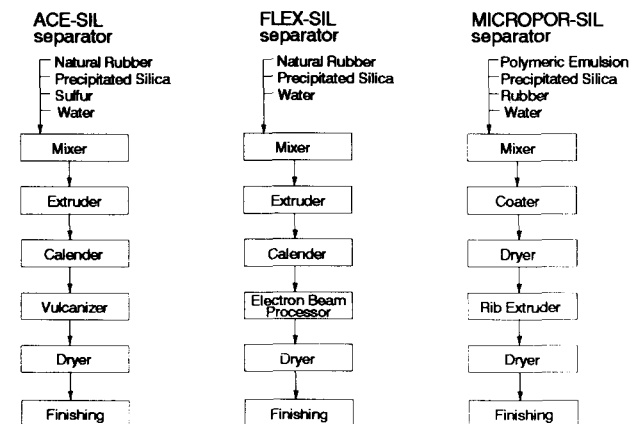 ACE-SIL
separator
Natural Rubber
Precipitated Silica
Sulfur
Water
Mixer
Extruder
Calender
Vulcanizer
Dryer
Finishing
FLEX-SIL
separator
Natural Rubber
Precipitated Silica
Water
Mixer
Extruder
Calender
Electron Beam
Processor
Dryer
Finishing
MICROPOR-SIL
separator
Polymeric Emulsion
Precipitated Silica
Rubber
Water
Mixer
Coater
Dryer
Rib Extruder
Dryer
Finishing